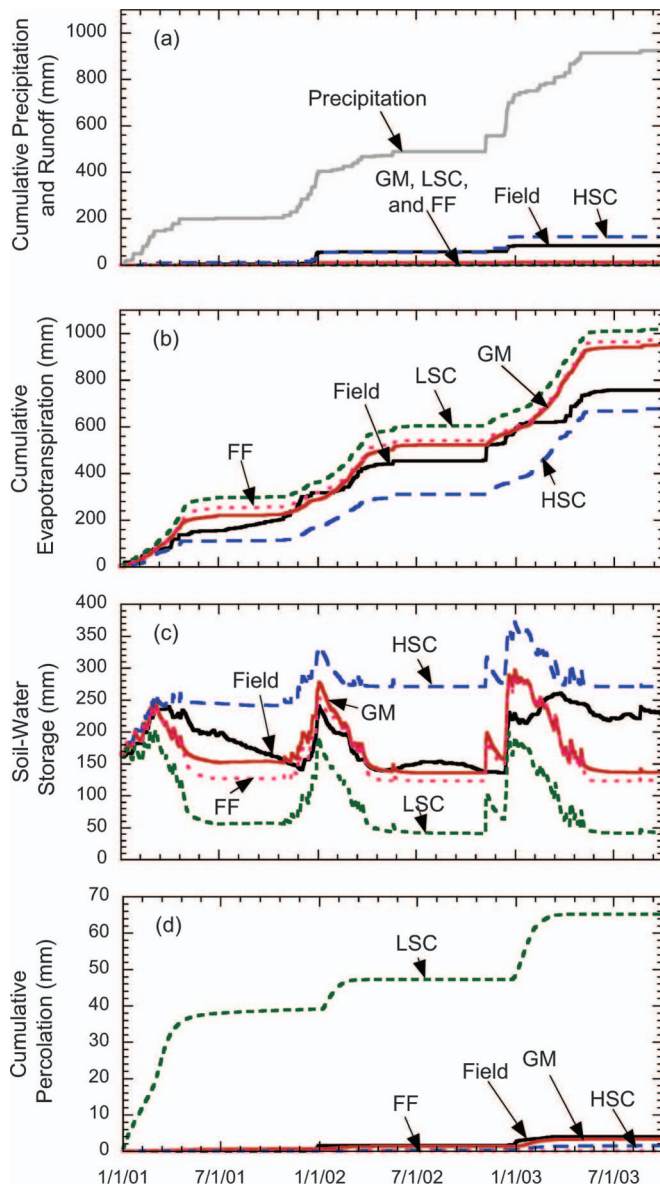 Cumulative Precipitation
and Runoff (mm)
1000
800
600
400
200
0
(a)
Precipitation
GM, LSC,
and FF
Field
HSC
Cumulative
Evapotranspiration (mm)
1000
800
600
400
200
0
(b)
FF
Field
LSC
GM
HSC
Soil-Water
Storage (mm)
400
350
300
250
200
150
100
50
0
(c)
Field
FF
GM
HSC
LSC
Cumulative
Percolation (mm)
70
60
50
40
30
20
10
0
(d)
LSC
FF
Field
GM
HSC
1/1/01 7/1/01 1/1/02 7/1/02 1/1/03 7/1/03